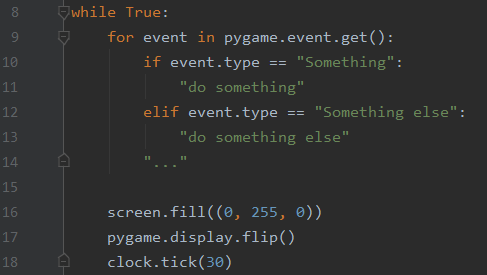 8 while True:
9     for event in pygame.event.get():
10         if event.type == "Something":
11             "do something"
12         elif event.type == "Something else":
13             "do something else"
14         "..."
15
16     screen.fill((0, 255, 0))
17     pygame.display.flip()
18     clock.tick(30)